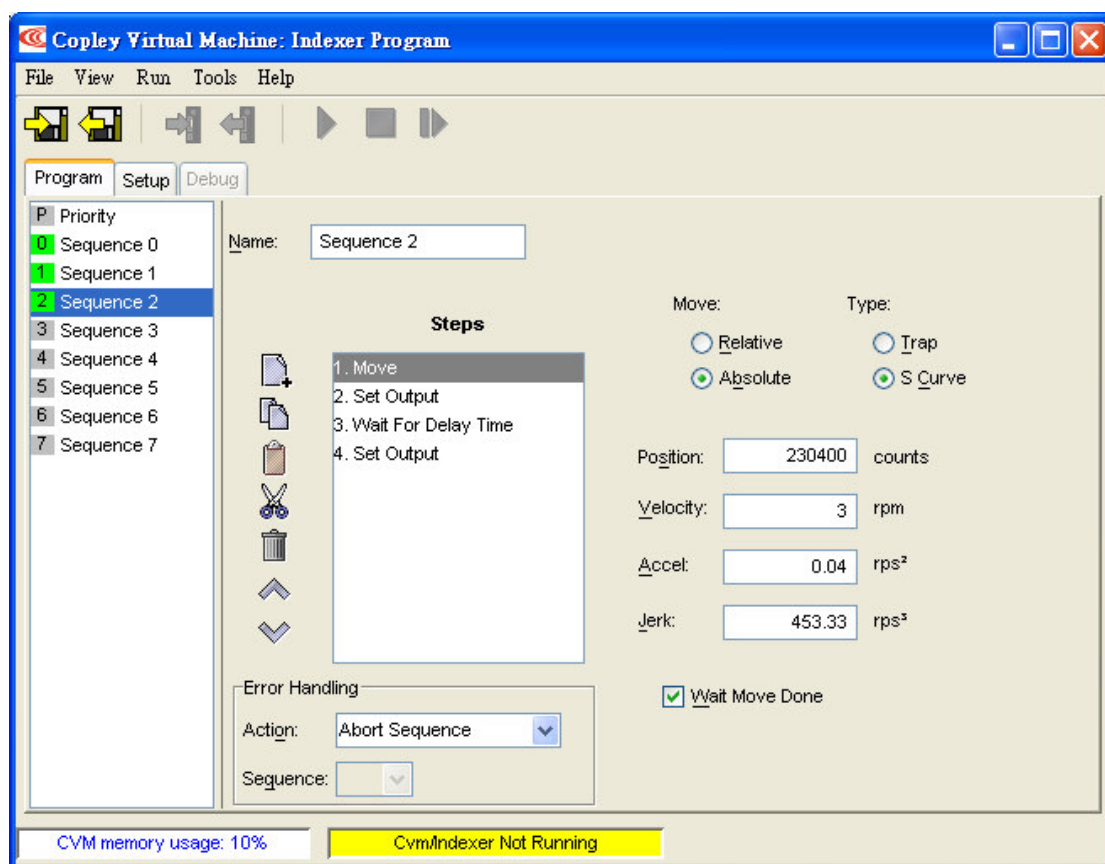 Copley Virtual Machine: Indexer Program
File View Run Tools Help
Program Setup Debug
P Priority
0 Sequence 0
1 Sequence 1
2 Sequence 2
3 Sequence 3
4 Sequence 4
5 Sequence 5
6 Sequence 6
7 Sequence 7
Name: Sequence 2
Steps
1. Move
2. Set Output
3. Wait For Delay Time
4. Set Output
Move: Type:
Relative Trap
Absolute S Curve
Position: 230400 counts
Velocity: 3 rpm
Accel: 0.04 rps²
Jerk: 453.33 rps³
Wait Move Done
Error Handling
Action: Abort Sequence
Sequence:
CVM memory usage: 10% Cvm/Indexer Not Running